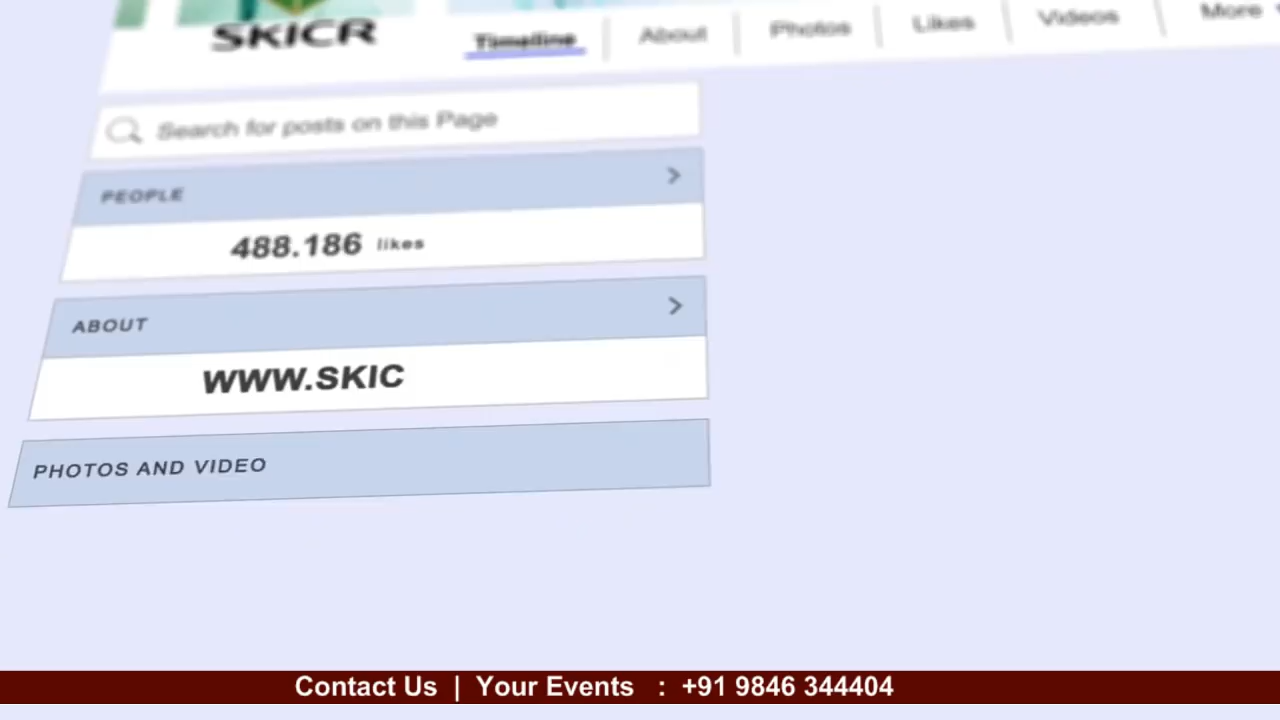 SKICR
Timeline About Photos Likes Videos More
Search for posts on this Page
PEOPLE
488.186 likes
ABOUT
WWW.SKIC
PHOTOS AND VIDEO
Contact Us | Your Events : +91 9846 344404